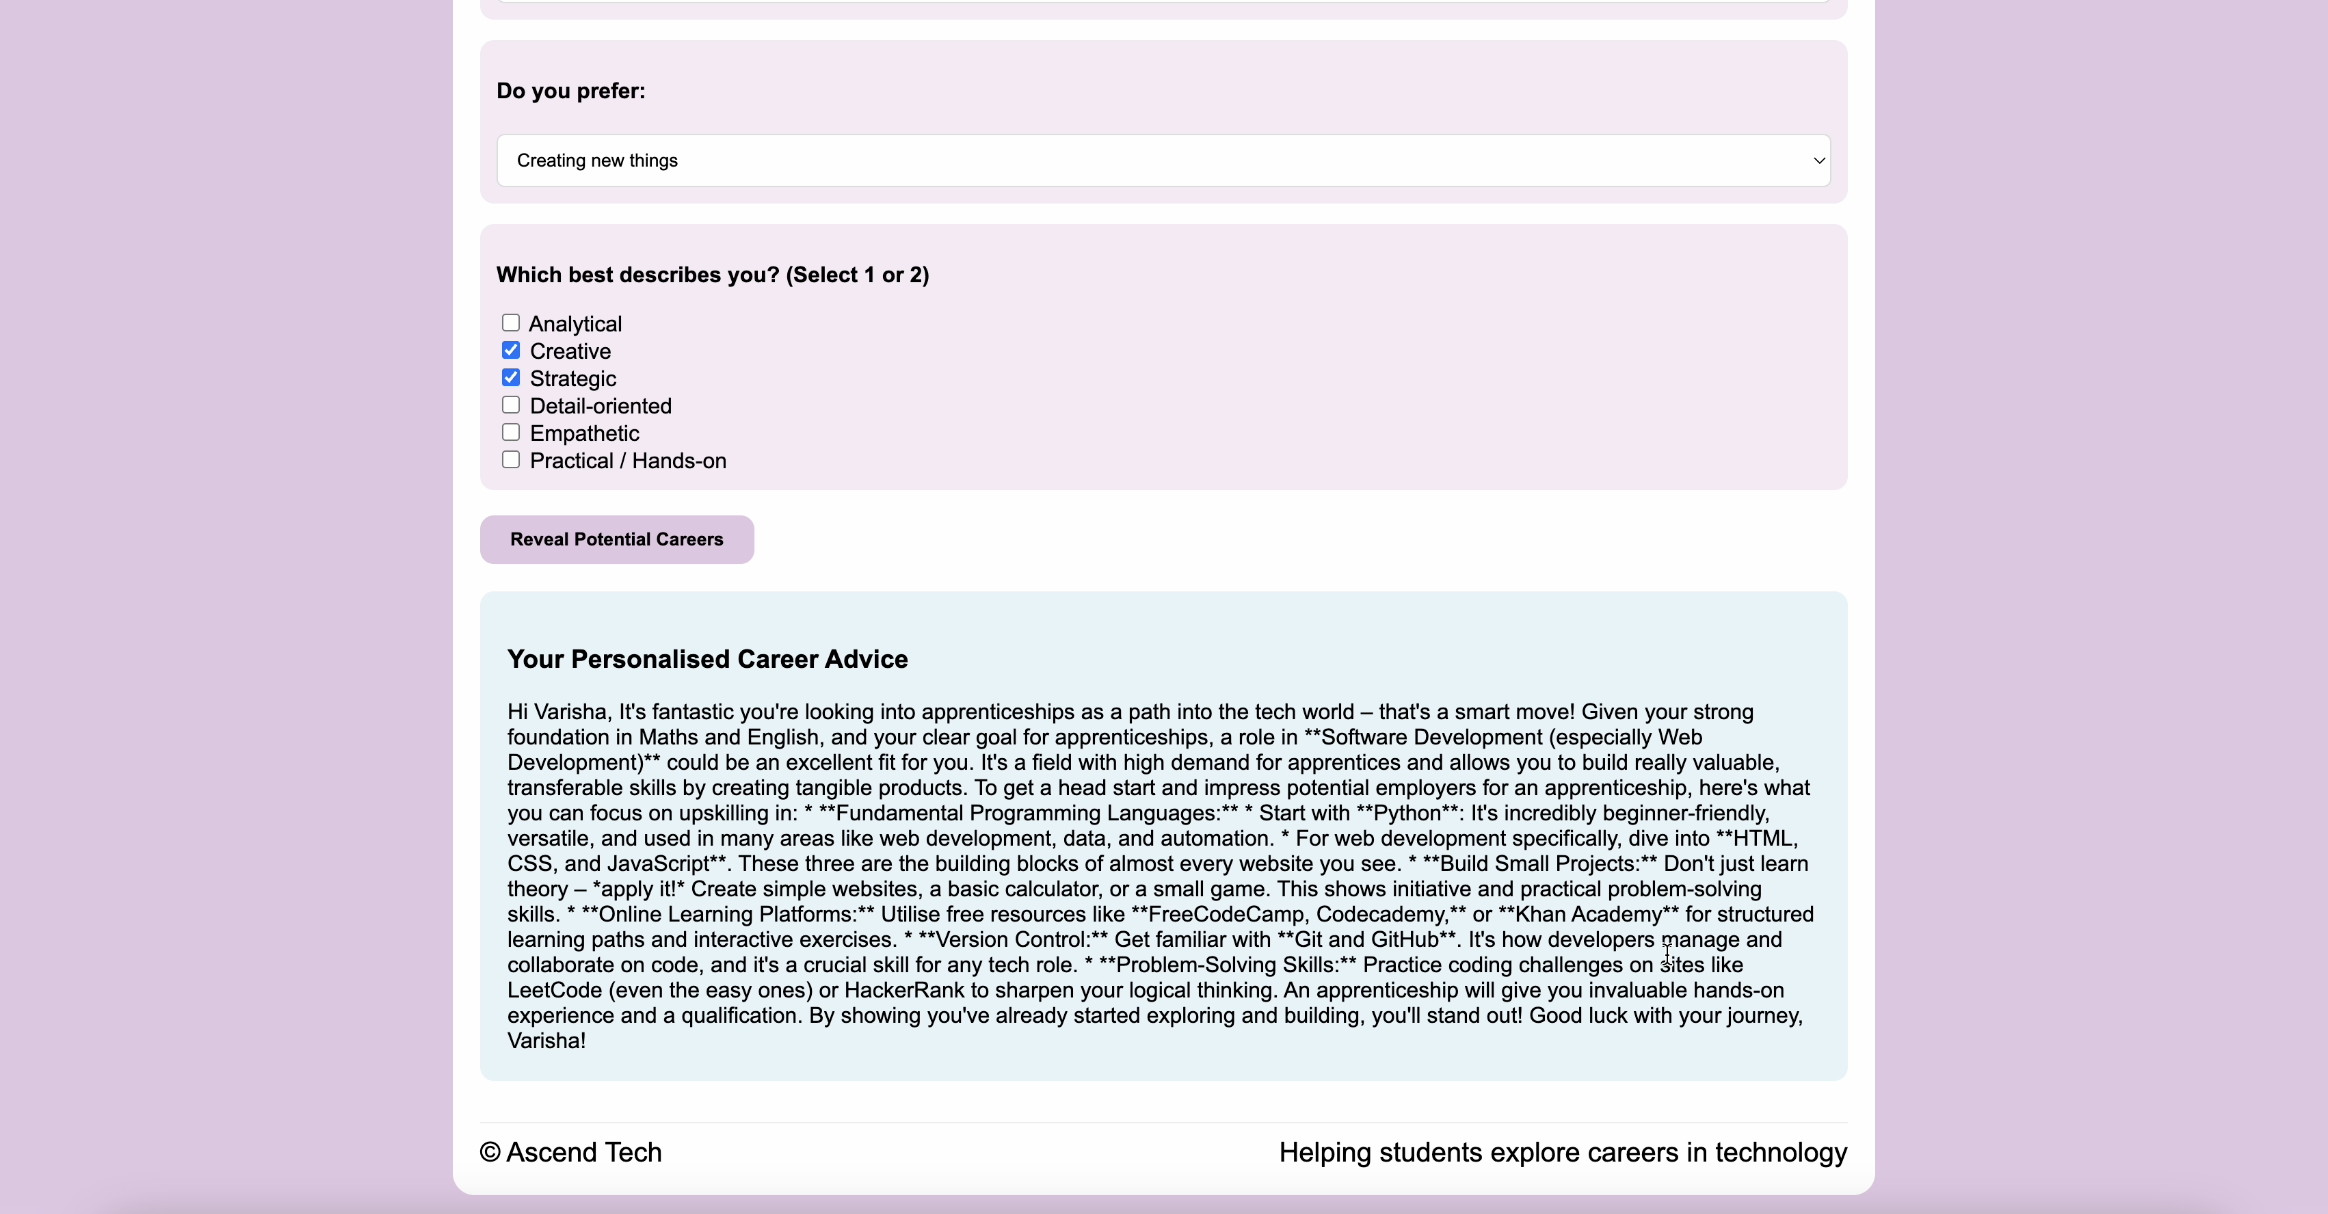 Do you prefer:
Creating new things
Which best describes you? (Select 1 or 2)
Analytical
Creative
Strategic
Detail-oriented
Empathetic
Practical / Hands-on
Reveal Potential Careers
Your Personalised Career Advice
Hi Varisha, It's fantastic you're looking into apprenticeships as a path into the tech world – that's a smart move! Given your strong
foundation in Maths and English, and your clear goal for apprenticeships, a role in **Software Development (especially Web
Development)** could be an excellent fit for you. It's a field with high demand for apprentices and allows you to build really valuable,
transferable skills by creating tangible products. To get a head start and impress potential employers for an apprenticeship, here's what
you can focus on upskilling in: * **Fundamental Programming Languages:** * Start with **Python**: It's incredibly beginner-friendly,
versatile, and used in many areas like web development, data, and automation. * For web development specifically, dive into **HTML,
CSS, and JavaScript**. These three are the building blocks of almost every website you see. * **Build Small Projects:** Don't just learn
theory – *apply it!* Create simple websites, a basic calculator, or a small game. This shows initiative and practical problem-solving
skills. * **Online Learning Platforms:** Utilise free resources like **FreeCodeCamp, Codecademy,** or **Khan Academy** for structured
learning paths and interactive exercises. * **Version Control:** Get familiar with **Git and GitHub**. It's how developers manage and
collaborate on code, and it's a crucial skill for any tech role. * **Problem-Solving Skills:** Practice coding challenges on sites like
LeetCode (even the easy ones) or HackerRank to sharpen your logical thinking. An apprenticeship will give you invaluable hands-on
experience and a qualification. By showing you've already started exploring and building, you'll stand out! Good luck with your journey,
Varisha!
© Ascend Tech
Helping students explore careers in technology